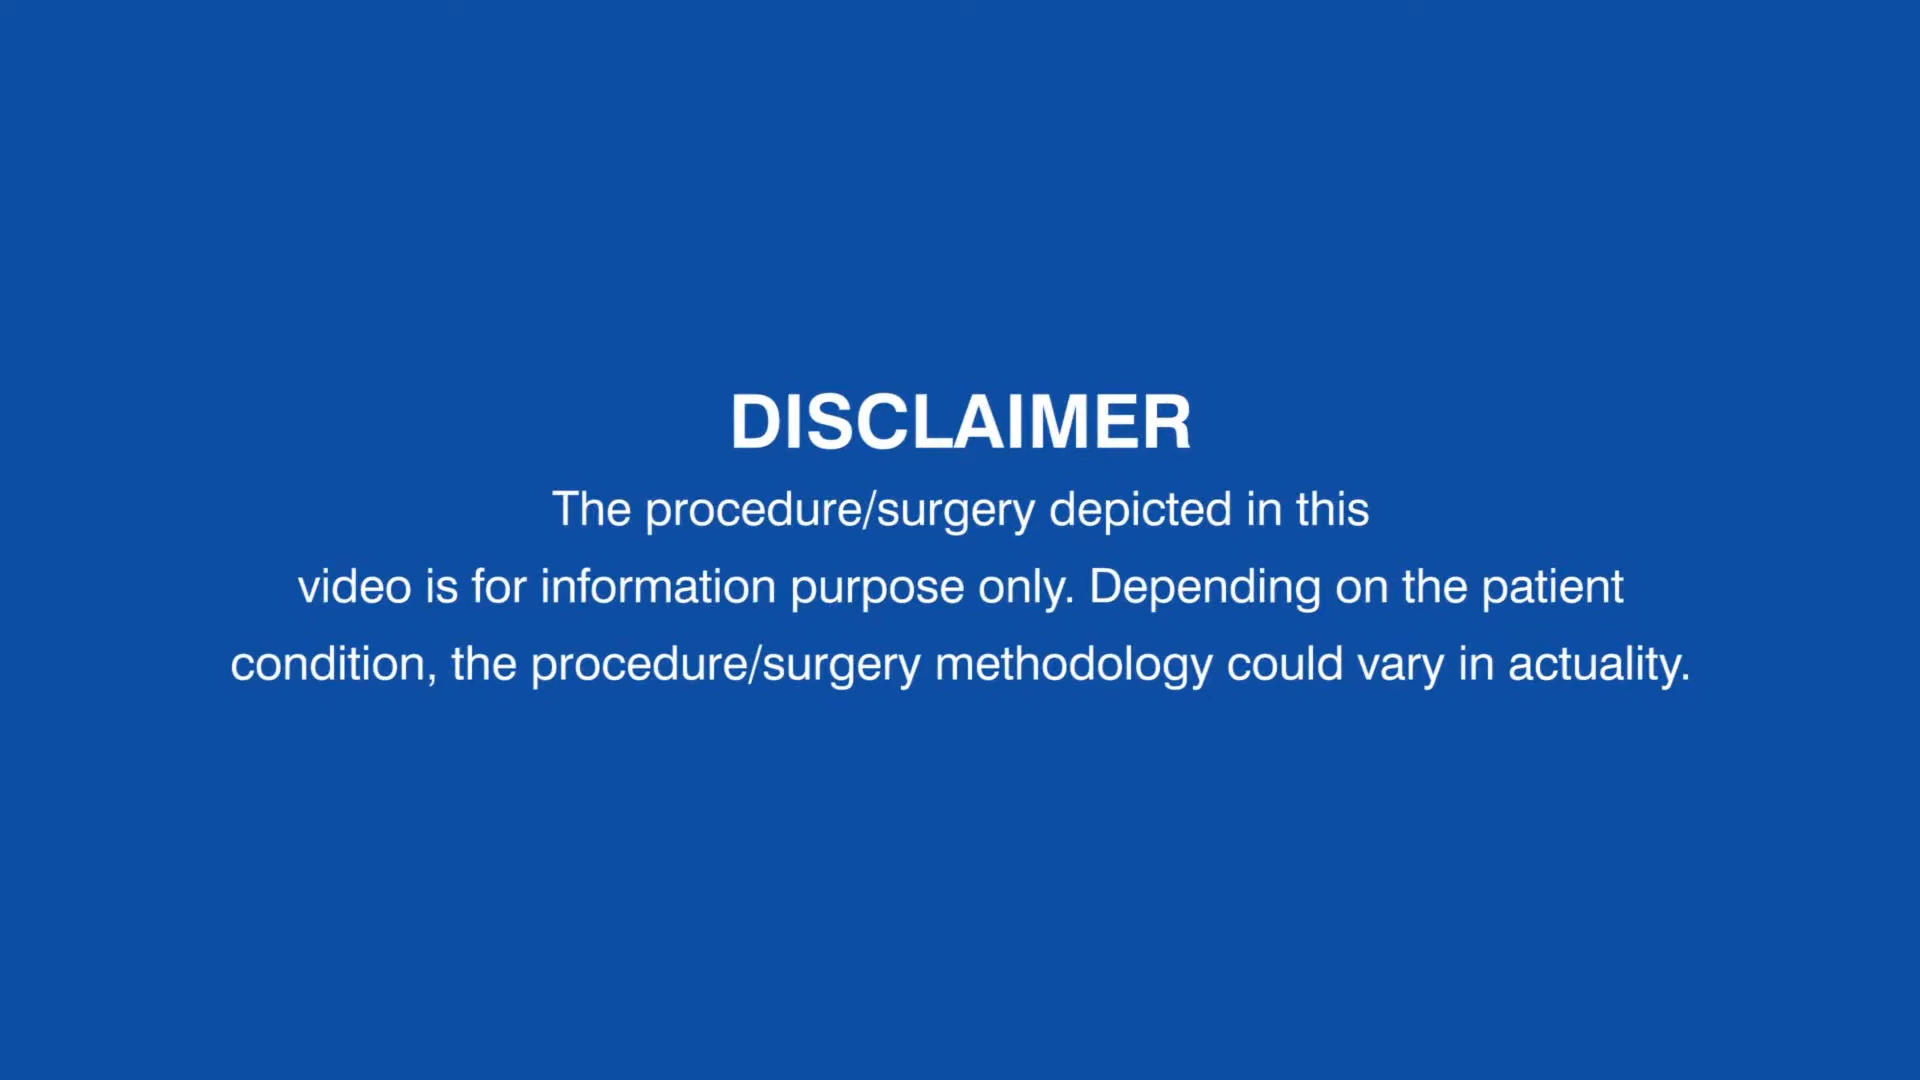 DISCLAIMER
The procedure/surgery depicted in this
video is for information purpose only. Depending on the patient
condition, the procedure/surgery methodology could vary in actuality.